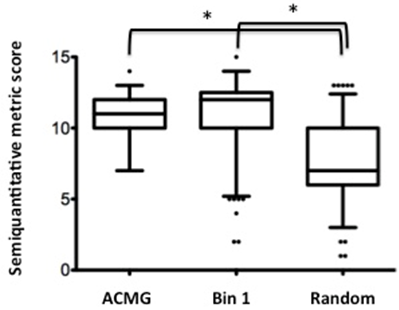 *
*
Semiquantitative metric score
15
10
5
0
ACMG
Bin 1
Random